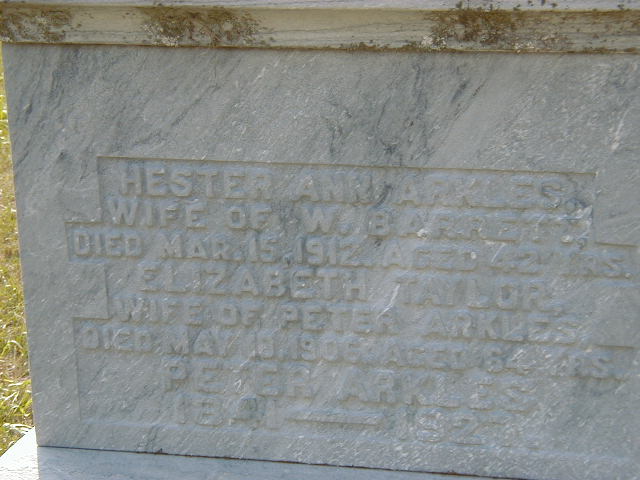 HESTER ANN ARKLES
WIFE OF W. BARRETT,
DIED MAR. 15, 1912. AGED 42 YRS.
ELIZABETH TAYLOR,
WIFE OF PETER ARKLES
DIED MAY 1906. AGED 64 YRS.
PETER ARKLES